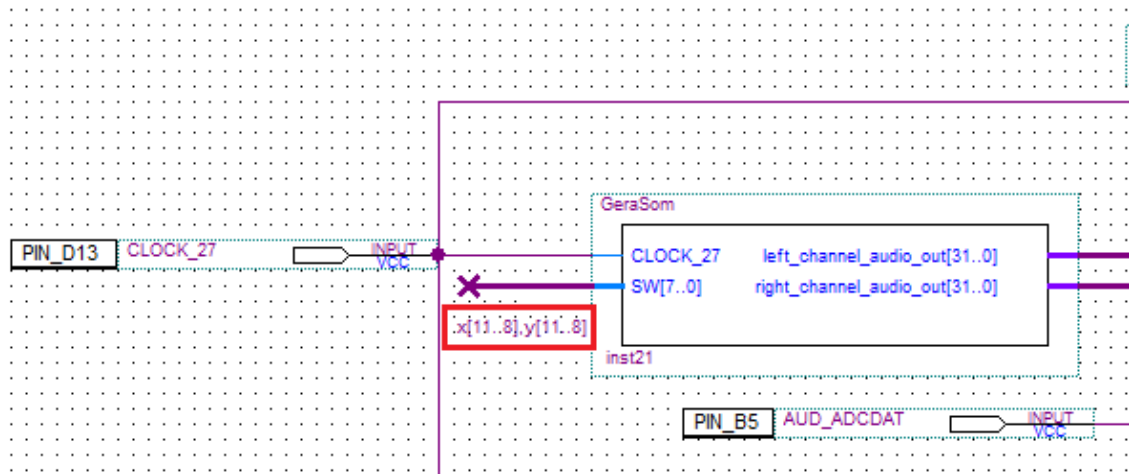 GeraSom
PIN_D13 CLOCK_27 INPUT
VCC
CLOCK_27 left_channel_audio_out[31..0]
SW[7..0] right_channel_audio_out[31..0]
x[11..8],y[11..8]
inst21
PIN_B5 AUD_ADCDAT INPUT
VCC